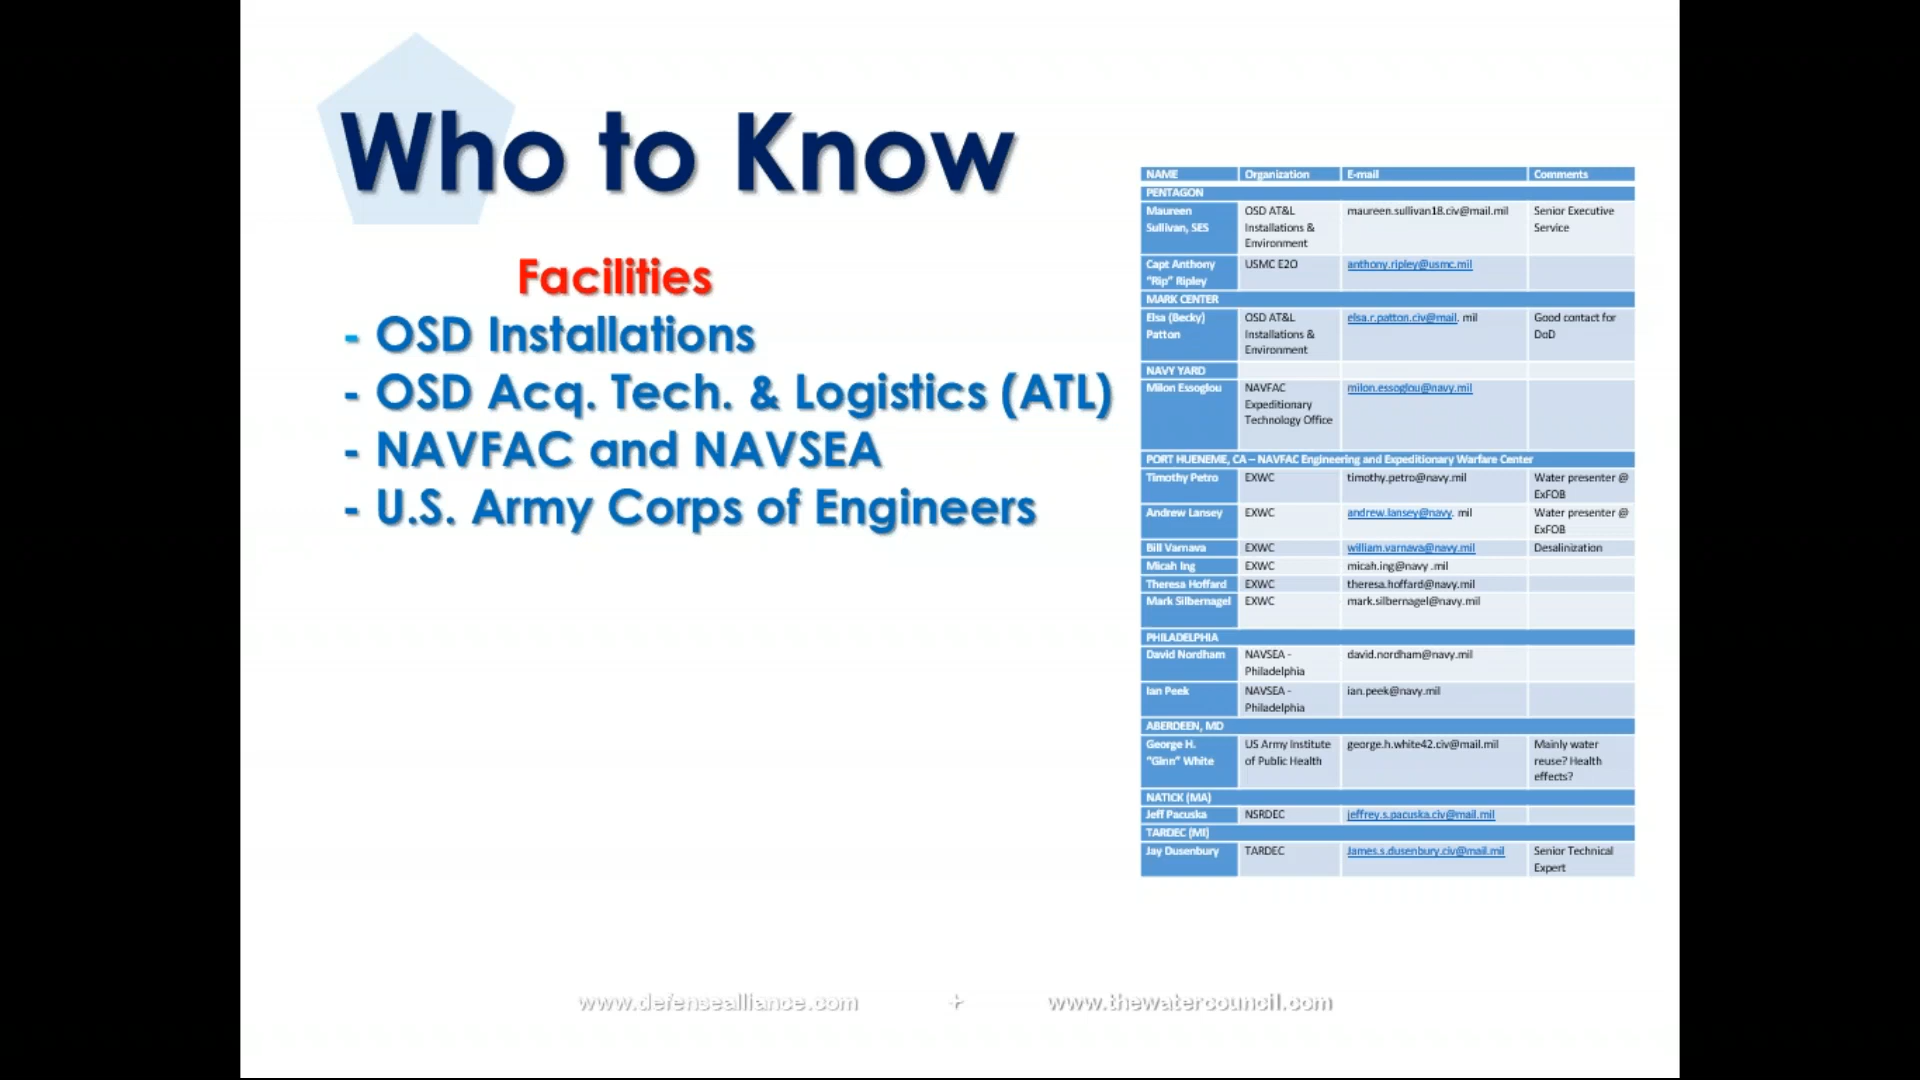 Who to Know
Facilities
- OSD Installations
- OSD Acq. Tech. & Logistics (ATL)
- NAVFAC and NAVSEA
- U.S. Army Corps of Engineers
NAME Organization E-mail Comments
PENTAGON
Maureen OSD AT&L maureen.sullivan18.civ@mail.mil Senior Executive
Sullivan, SES Installations & Service
Environment
Capt Anthony USMC E2O anthony.ripley@usmc.mil
"Rip" Ripley
MARK CENTER
Elsa (Becky) OSD AT&L elsa.r.patton.civ@mail. mil Good contact for
Patton Installations & DoD
Environment
NAVY YARD
Milon Essoglou NAVFAC milon.essoglou@navy.mil
Expeditionary
Technology Office
PORT HUENEME, CA – NAVFAC Engineering and Expeditionary Warfare Center
Timothy Petro EXWC timothy.petro@navy.mil Water presenter @
ExFOB
Andrew Lansey EXWC andrew.lansey@navy. mil Water presenter @
ExFOB
Bill Varnava EXWC william.varnava@navy.mil Desalinization
Micah Ing EXWC micah.ing@navy .mil
Theresa Hoffard EXWC theresa.hoffard@navy.mil
Mark Silbernagel EXWC mark.silbernagel@navy.mil
PHILADELPHIA
David Nordham NAVSEA - david.nordham@navy.mil
Philadelphia
Ian Peek NAVSEA - ian.peek@navy.mil
Philadelphia
ABERDEEN, MD
George H. US Army Institute george.h.white42.civ@mail.mil Mainly water
"Ginn" White of Public Health reuse? Health
effects?
NATICK (MA)
Jeff Pacuska NSRDEC jeffrey.s.pacuska.civ@mail.mil
TARDEC (MI)
Jay Dusenbury TARDEC James.s.dusenbury.civ@mail.mil Senior Technical
Expert
www.defensealliance.com + www.thewatercouncil.com